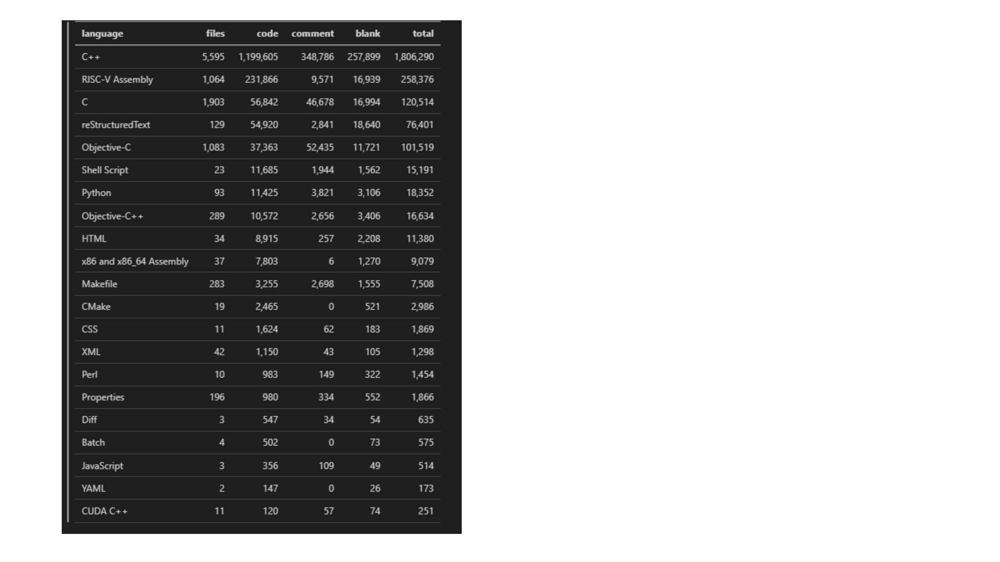 language files code comment blank total
C++ 5,595 1,199,605 348,786 257,899 1,806,290
RISC-V Assembly 1,064 231,866 9,571 16,939 258,376
C 1,903 56,842 46,678 16,994 120,514
reStructuredText 129 54,920 2,841 18,640 76,401
Objective-C 1,083 37,363 52,435 11,721 101,519
Shell Script 23 11,685 1,944 1,562 15,191
Python 93 11,425 3,821 3,106 18,352
Objective-C++ 289 10,572 2,656 3,406 16,634
HTML 34 8,915 257 2,208 11,380
x86 and x86_64 Assembly 37 7,803 6 1,270 9,079
Makefile 283 3,255 2,698 1,555 7,508
CMake 19 2,465 0 521 2,986
CSS 11 1,624 62 183 1,869
XML 42 1,150 43 105 1,298
Perl 10 983 149 322 1,454
Properties 196 980 334 552 1,866
Diff 3 547 34 54 635
Batch 4 502 0 73 575
JavaScript 3 356 109 49 514
YAML 2 147 0 26 173
CUDA C++ 11 120 57 74 251